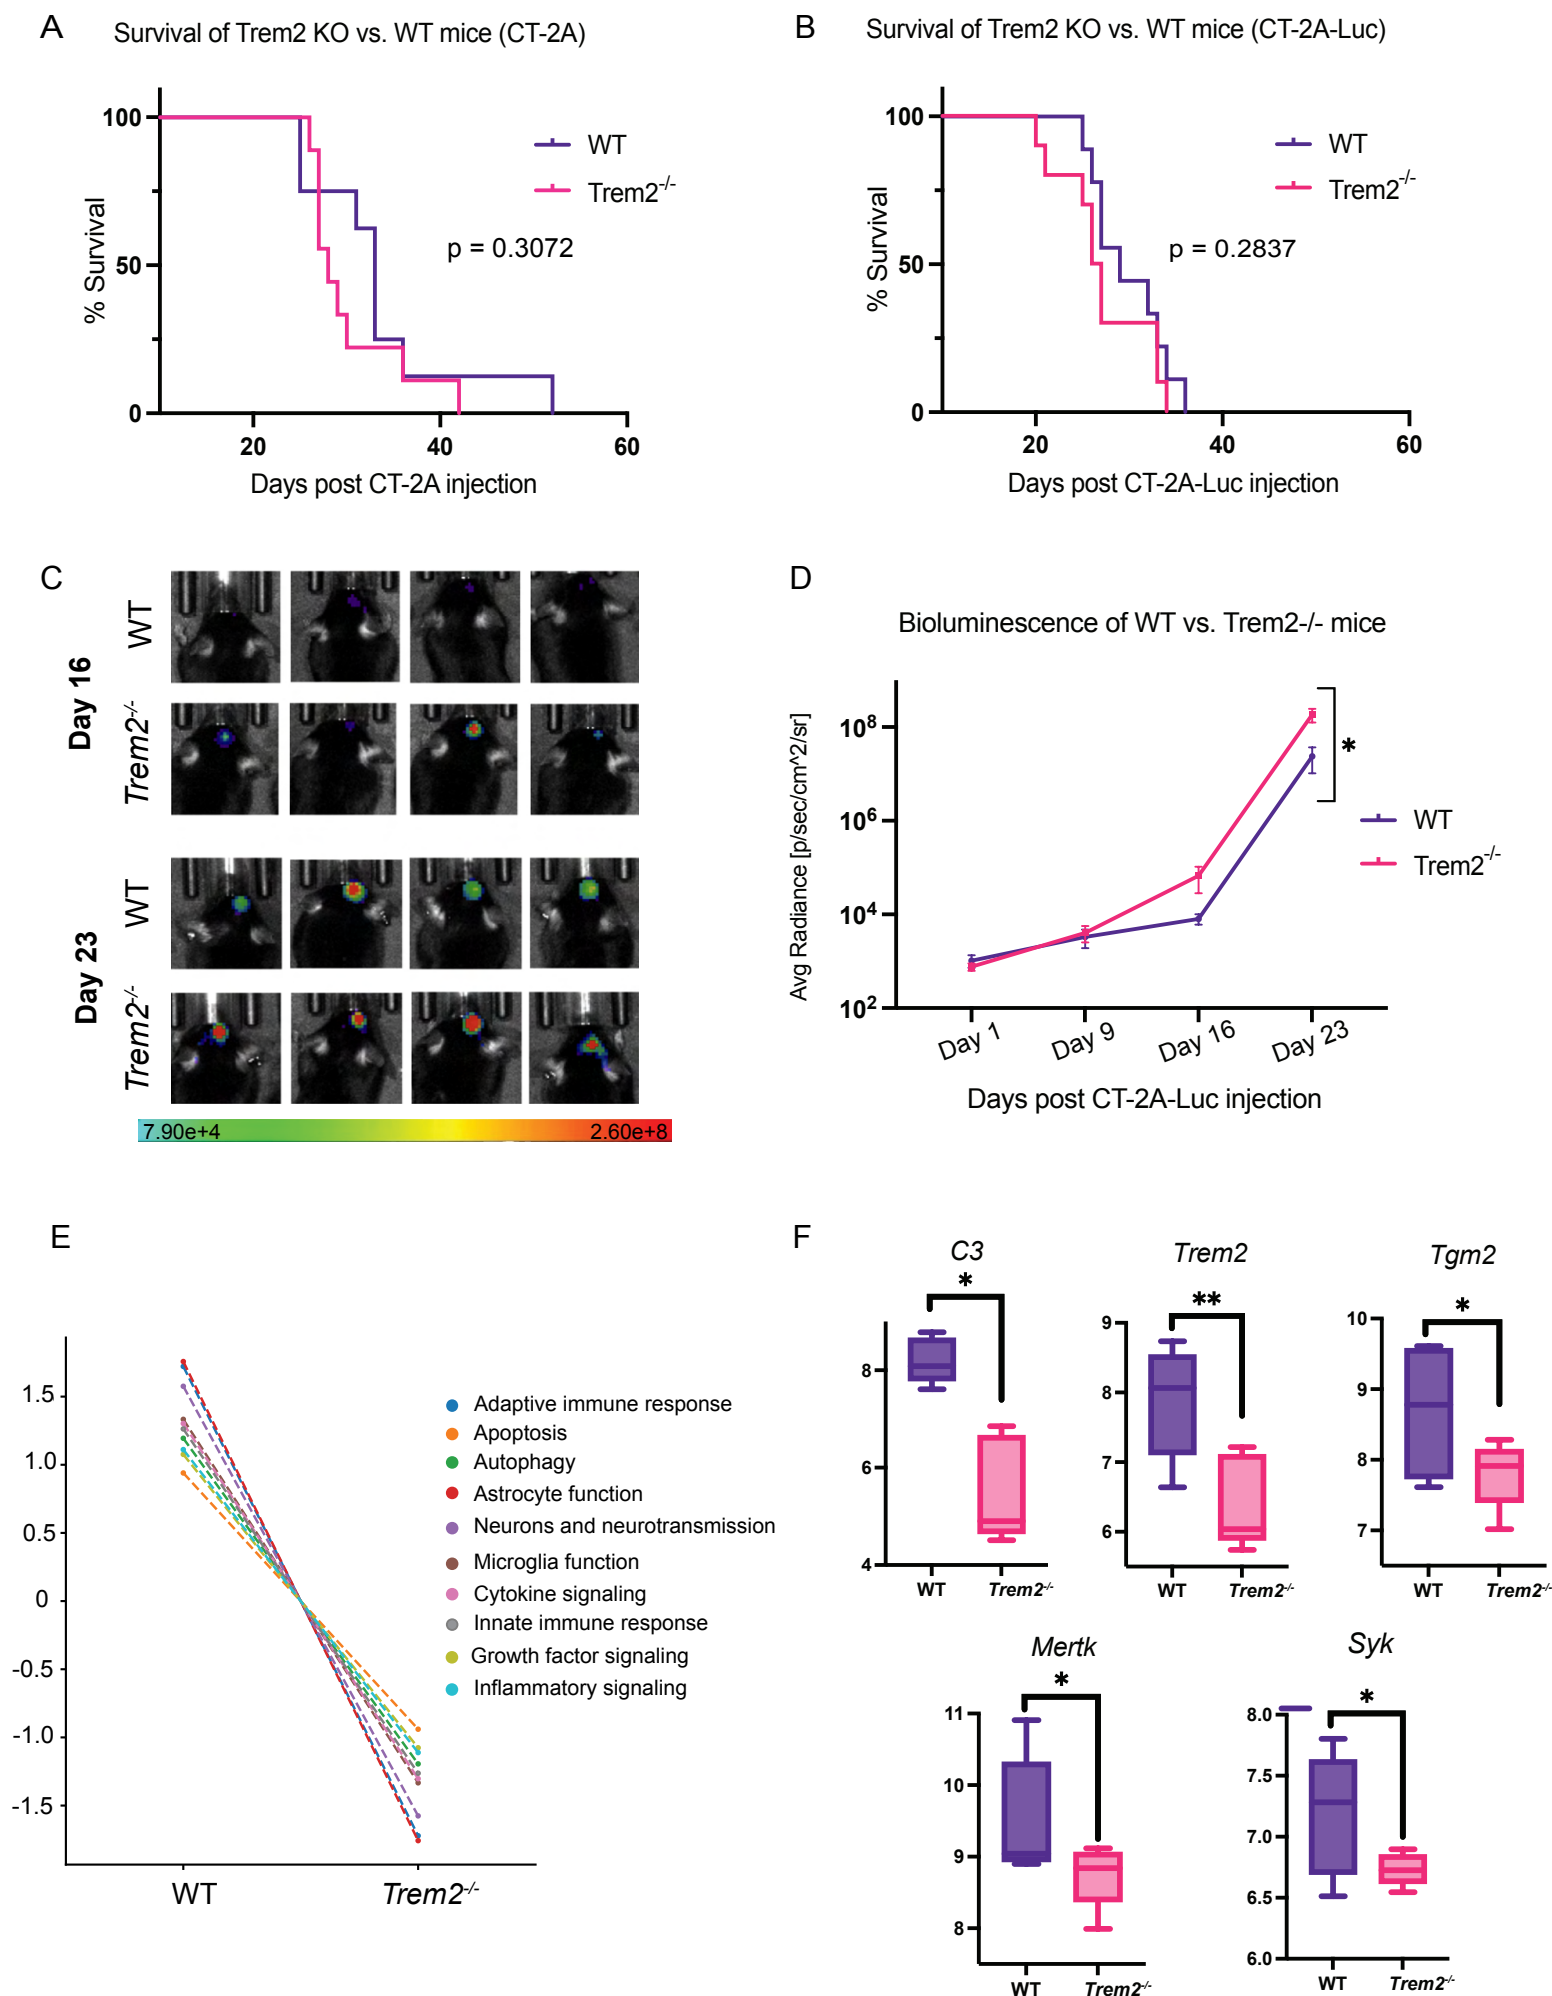 A
Survival of Trem2 KO vs. WT mice (CT-2A)
100
50
0
20
40
60
% Survival
WT
Trem2-/-
p = 0.3072
Days post CT-2A injection
B
Survival of Trem2 KO vs. WT mice (CT-2A-Luc)
100
50
0
20
40
60
% Survival
WT
Trem2-/-
p = 0.2837
Days post CT-2A-Luc injection
C
Day 16
WT
Trem2-/-
Day 23
WT
Trem2-/-
7.90e+4
2.60e+8
D
Bioluminescence of WT vs. Trem2-/- mice
Avg Radiance [p/sec/cm^2/sr]
10^8
10^6
10^4
10^2
*
WT
Trem2-/-
Day 1
Day 9
Day 16
Day 23
Days post CT-2A-Luc injection
E
1.5
1.0
0.5
0
-0.5
-1.0
-1.5
WT
Trem2-/-
Adaptive immune response
Apoptosis
Autophagy
Astrocyte function
Neurons and neurotransmission
Microglia function
Cytokine signaling
Innate immune response
Growth factor signaling
Inflammatory signaling
F
C3
*
8
6
4
WT
Trem2-/-
Trem2
**
9
8
7
6
WT
Trem2-/-
Tgm2
*
10
9
8
7
WT
Trem2-/-
Mertk
*
11
10
9
8
WT
Trem2-/-
Syk
*
8.0
7.5
7.0
6.5
6.0
WT
Trem2-/-